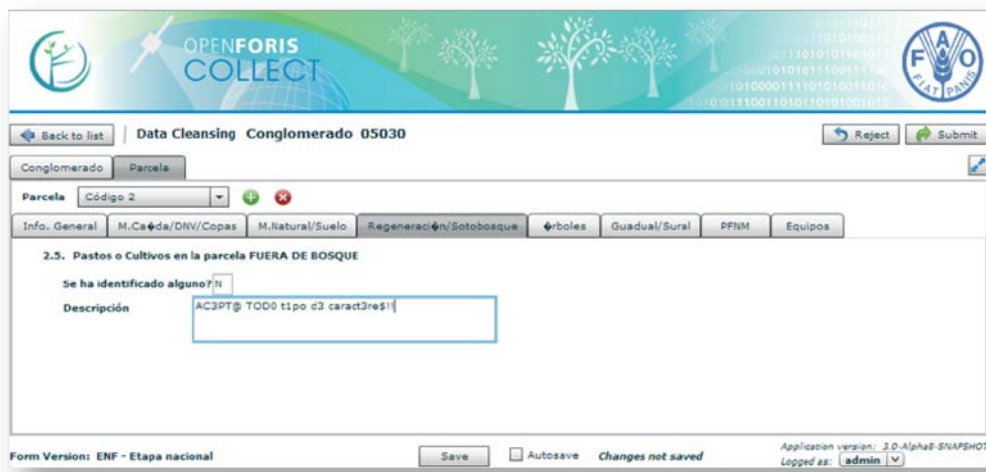 OPENFORIS
COLLECT
F A O
FIAT PANIS
Back to list | Data Cleansing Conglomerado 05030 Reject Submit
Conglomerado Parcela
Parcela Código 2
Info. General M.Ca�da/DNV/Copas M.Natural/Suelo Regeneraci�n/Sotobosque �rboles Guadual/Sural PFNM Equipos
2.5. Pastos o Cultivos en la parcela FUERA DE BOSQUE
Se ha identificado alguno? N
Descripción AC3PT@ TOD0 t1po d3 caract3re$!!
Form Version: ENF - Etapa nacional Save Autosave Changes not saved
Application version: 3.0-Alpha8-SNAPSHOT
Logged as: admin